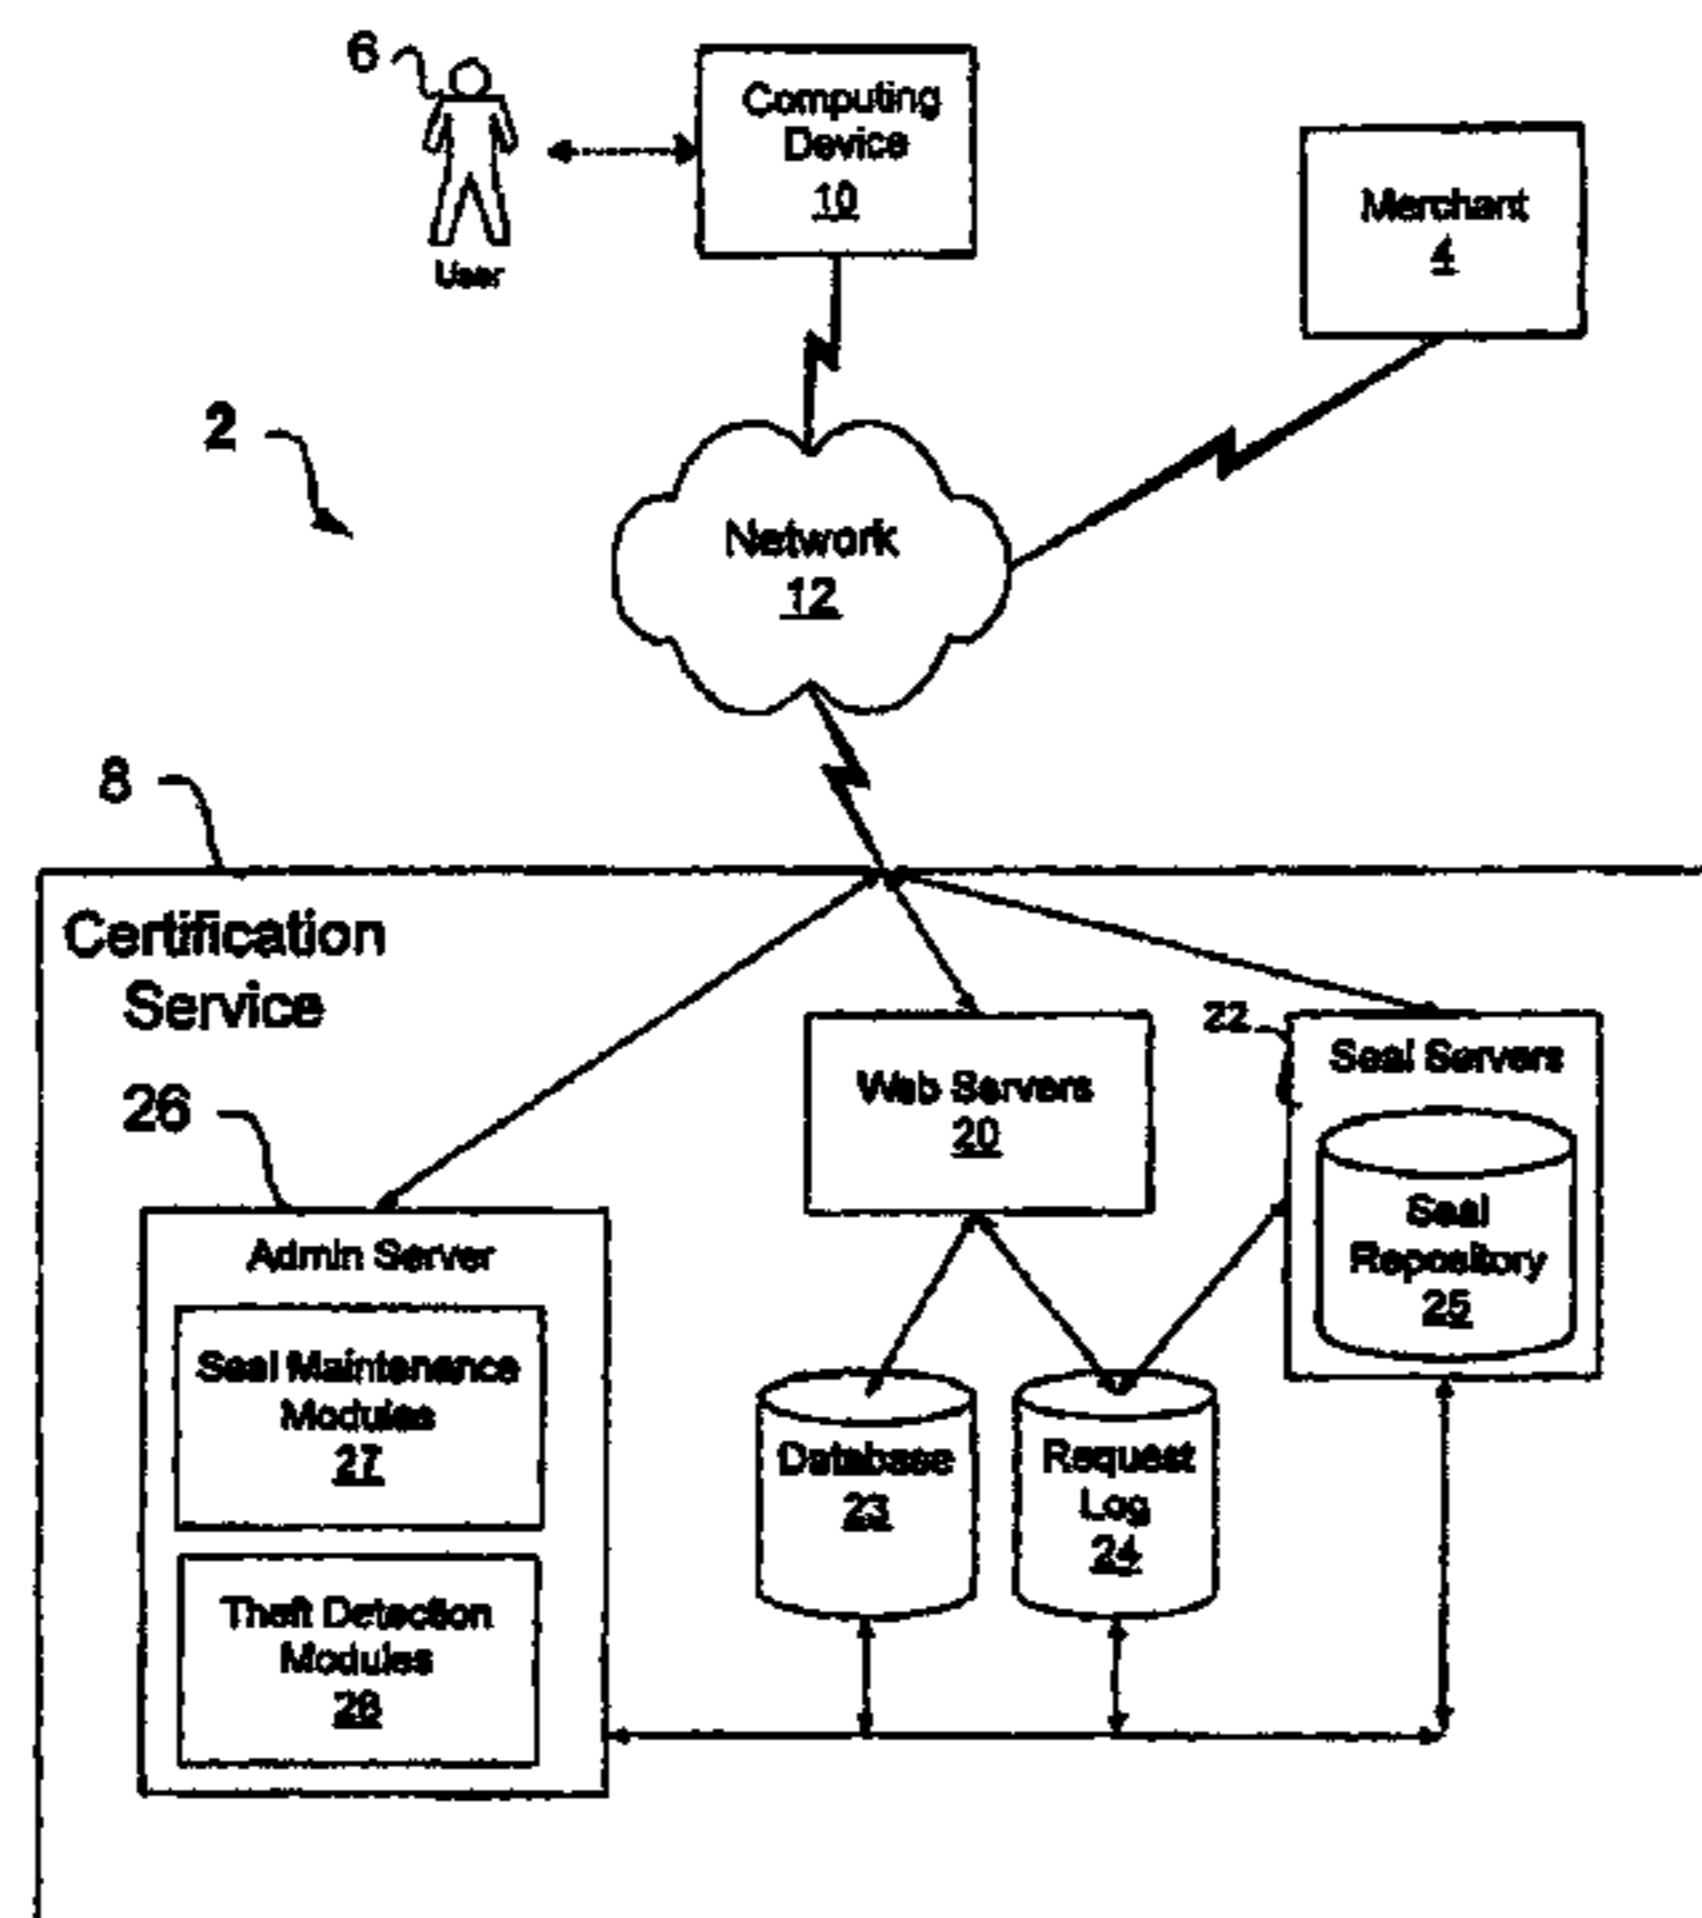 6
User
Computing
Device
10
Merchant
4
2
Network
12
8
Certification
Service
26
Admin Server
Seal Maintenance
Modules
27
Theft Detection
Modules
28
Web Servers
20
22
Seal Servers
Seal
Repository
25
Database
23
Request
Log
24